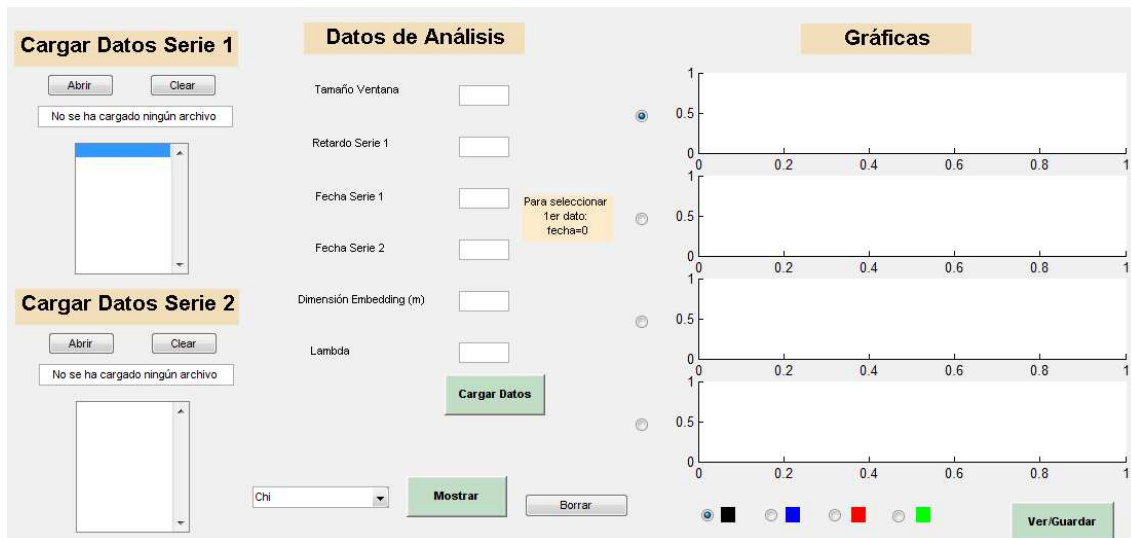 Cargar Datos Serie 1
Abrir
Clear
No se ha cargado ningún archivo
Cargar Datos Serie 2
Abrir
Clear
No se ha cargado ningún archivo
Datos de Análisis
Tamaño Ventana
Retardo Serie 1
Fecha Serie 1
Fecha Serie 2
Para seleccionar
1er dato:
fecha=0
Dimensión Embedding (m)
Lambda
Cargar Datos
Chi
Mostrar
Borrar
Gráficas
1
0.5
0
0 0.2 0.4 0.6 0.8 1
1
0.5
0
0 0.2 0.4 0.6 0.8 1
1
0.5
0
0 0.2 0.4 0.6 0.8 1
1
0.5
0
0 0.2 0.4 0.6 0.8 1
Ver/Guardar